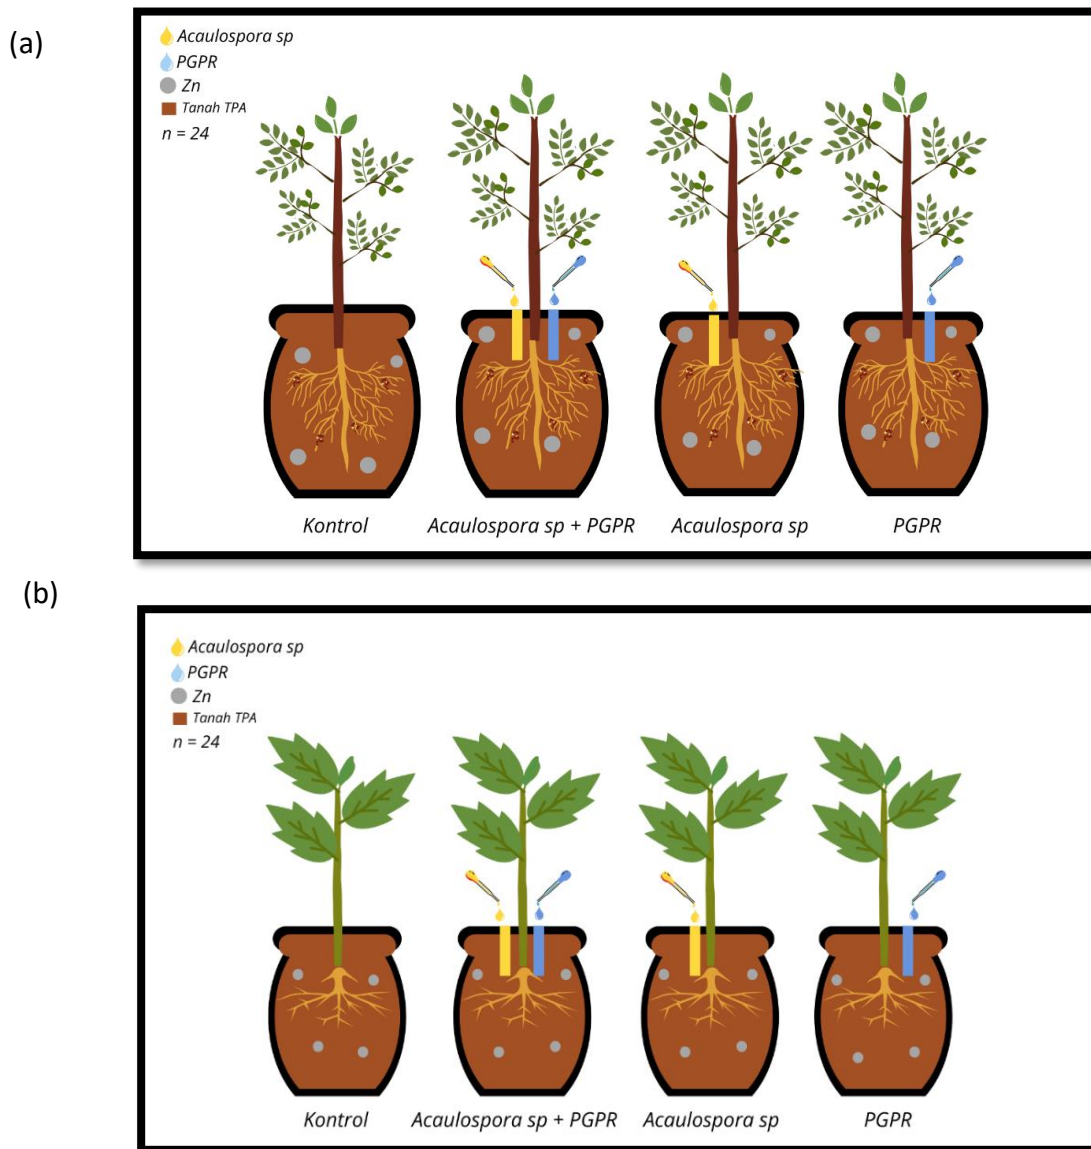 (a)
Acaulospora sp
PGPR
Zn
Tanah TPA
n = 24
Kontrol
Acaulospora sp + PGPR
Acaulospora sp
PGPR
(b)
Acaulospora sp
PGPR
Zn
Tanah TPA
n = 24
Kontrol
Acaulospora sp + PGPR
Acaulospora sp
PGPR